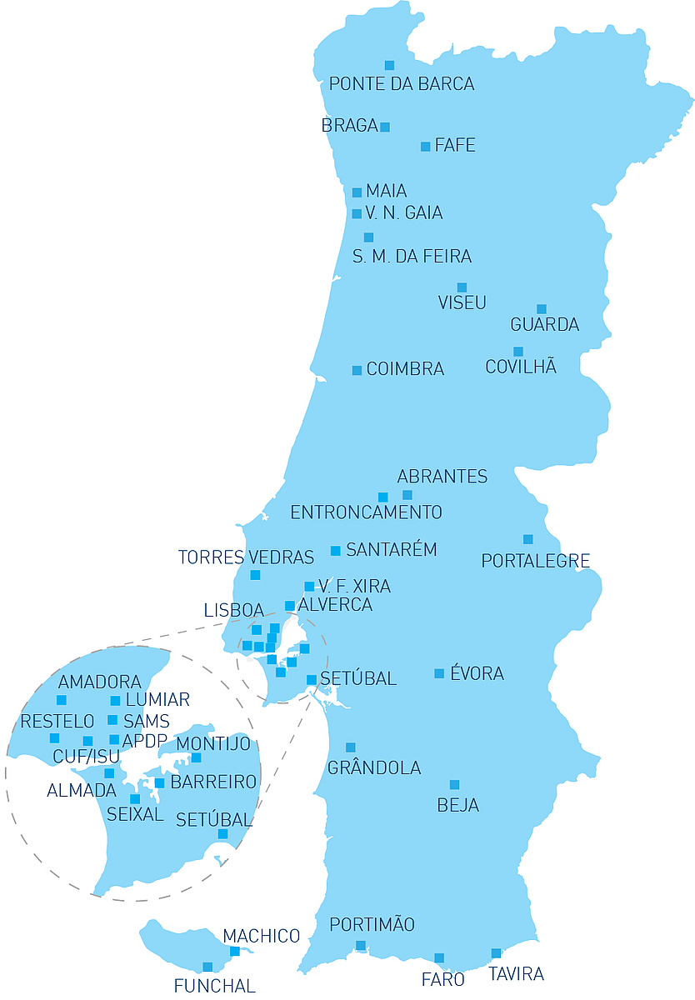 PONTE DA BARCA
BRAGA
FAFE
MAIA
V. N. GAIA
S. M. DA FEIRA
VISEU
GUARDA
COVILHÃ
COIMBRA
ABRANTES
ENTRONCAMENTO
SANTARÉM
TORRES VEDRAS
PORTALEGRE
V. F. XIRA
ALVERCA
LISBOA
ÉVORA
SETÚBAL
AMADORA
LUMIAR
RESTELO
SAMS
APDP
MONTIJO
CUF/ISU
ALMADA
BARREIRO
SEIXAL
SETÚBAL
GRÂNDOLA
BEJA
PORTIMÃO
MACHICO
FUNCHAL
FARO
TAVIRA